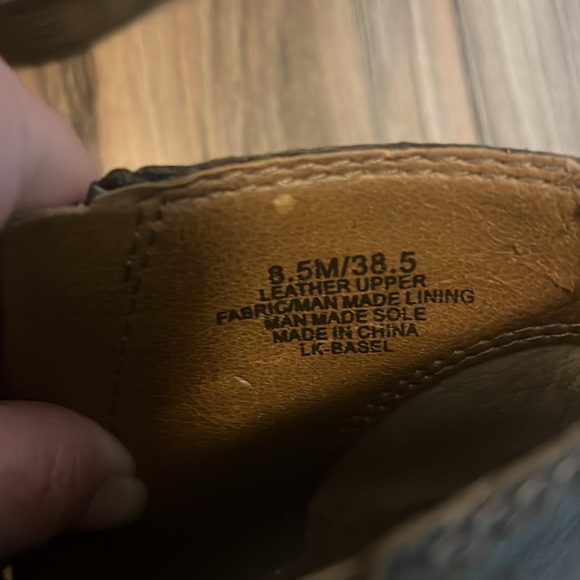 8.5M/38.5
LEATHER UPPER
FABRIC/MAN MADE LINING
MAN MADE SOLE
MADE IN CHINA
LK-BASEL